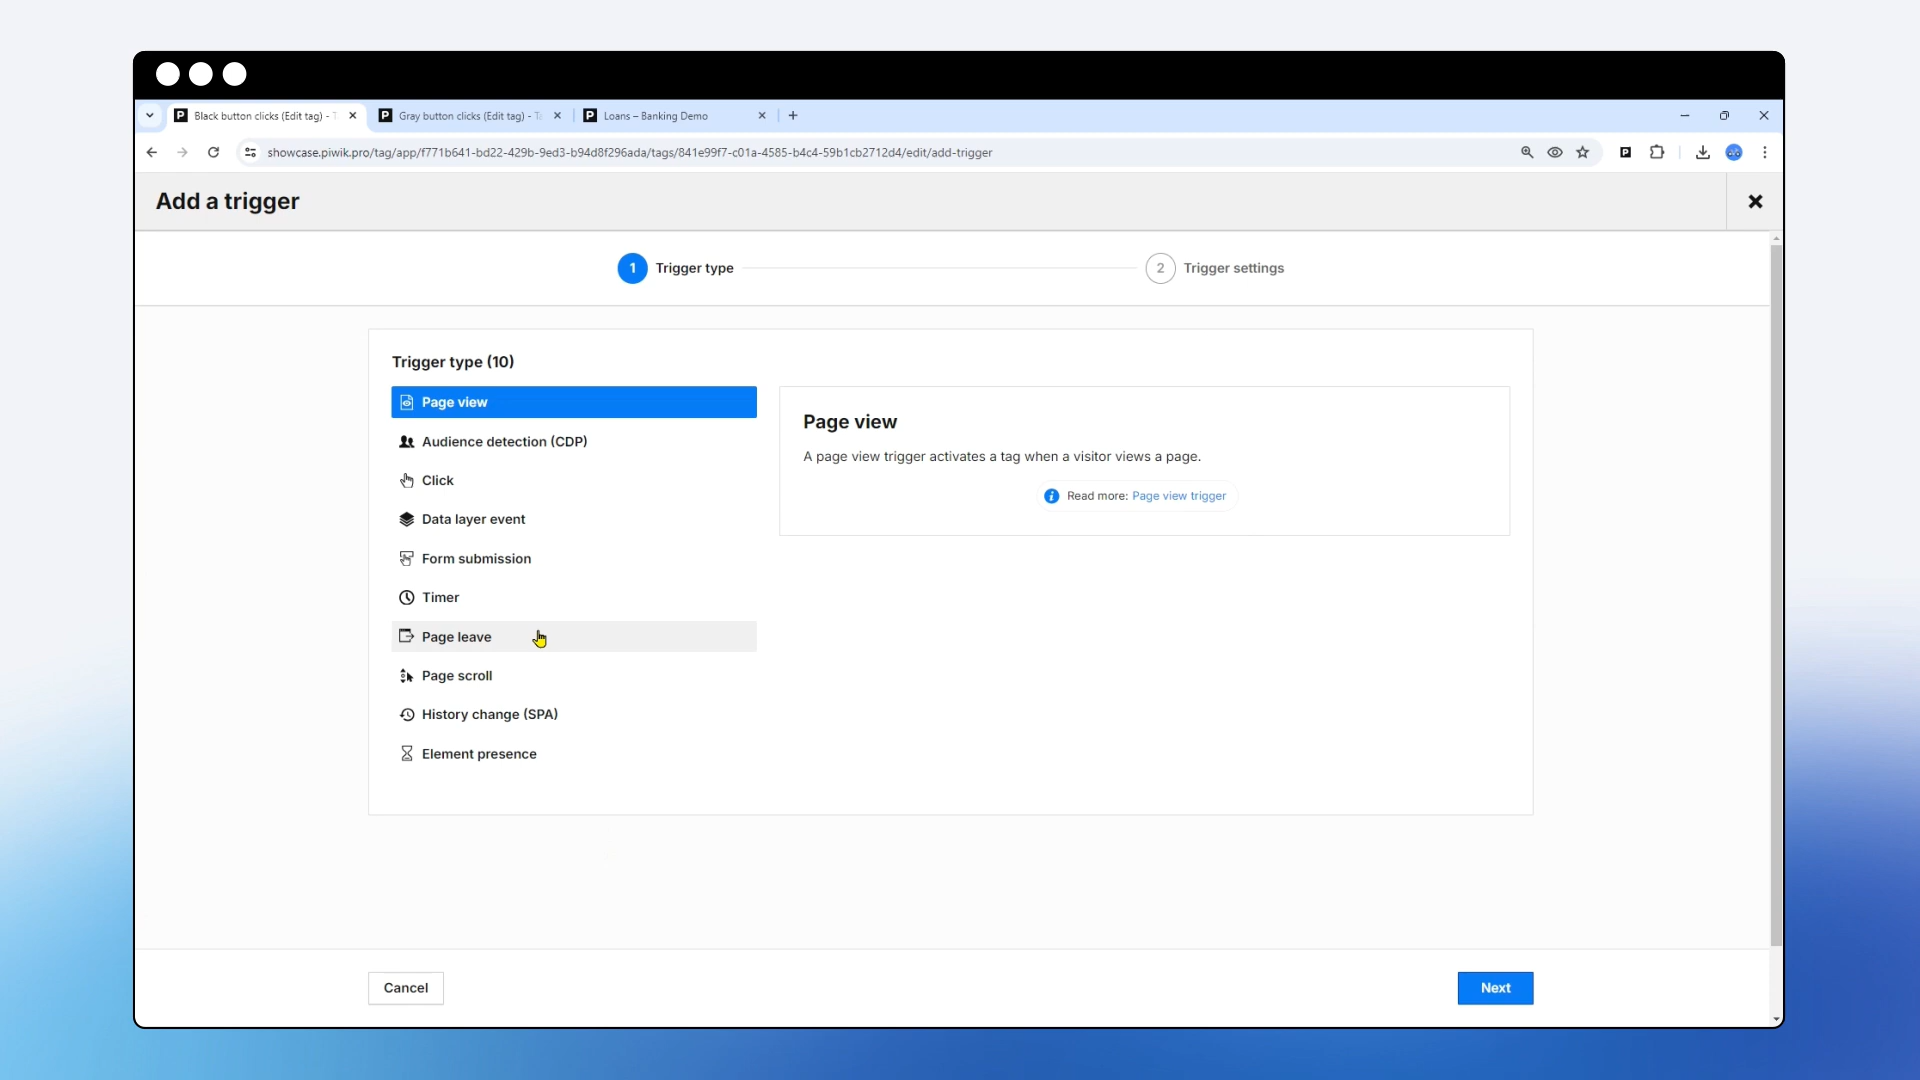 Black button clicks (Edit tag) -
Gray button clicks (Edit tag) - Ta
Loans – Banking Demo
showcase.piwik.pro/tag/app/f771b641-bd22-429b-9ed3-b94d8f296ada/tags/841e99f7-c01a-4585-b4c4-59b1cb2712d4/edit/add-trigger
Add a trigger
1 Trigger type
2 Trigger settings
Trigger type (10)
Page view
Audience detection (CDP)
Click
Data layer event
Form submission
Timer
Page leave
Page scroll
History change (SPA)
Element presence
Page view
A page view trigger activates a tag when a visitor views a page.
Read more: Page view trigger
Cancel
Next